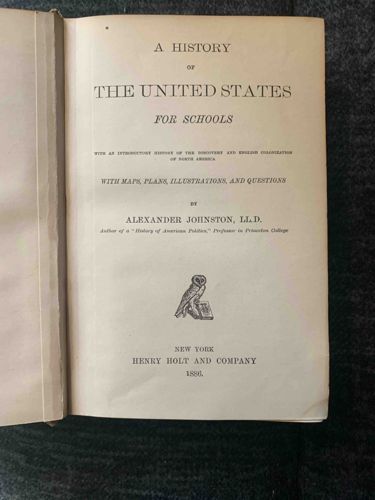 A HISTORY
OF
THE UNITED STATES
FOR SCHOOLS
WITH AN INTRODUCTORY HISTORY OF THE DISCOVERY AND ENGLISH COLONIZATION
OF NORTH AMERICA
WITH MAPS, PLANS, ILLUSTRATIONS, AND QUESTIONS
BY
ALEXANDER JOHNSTON, LL.D.
Author of a "History of American Politics," Professor in Princeton College
NEW YORK
HENRY HOLT AND COMPANY
1886.